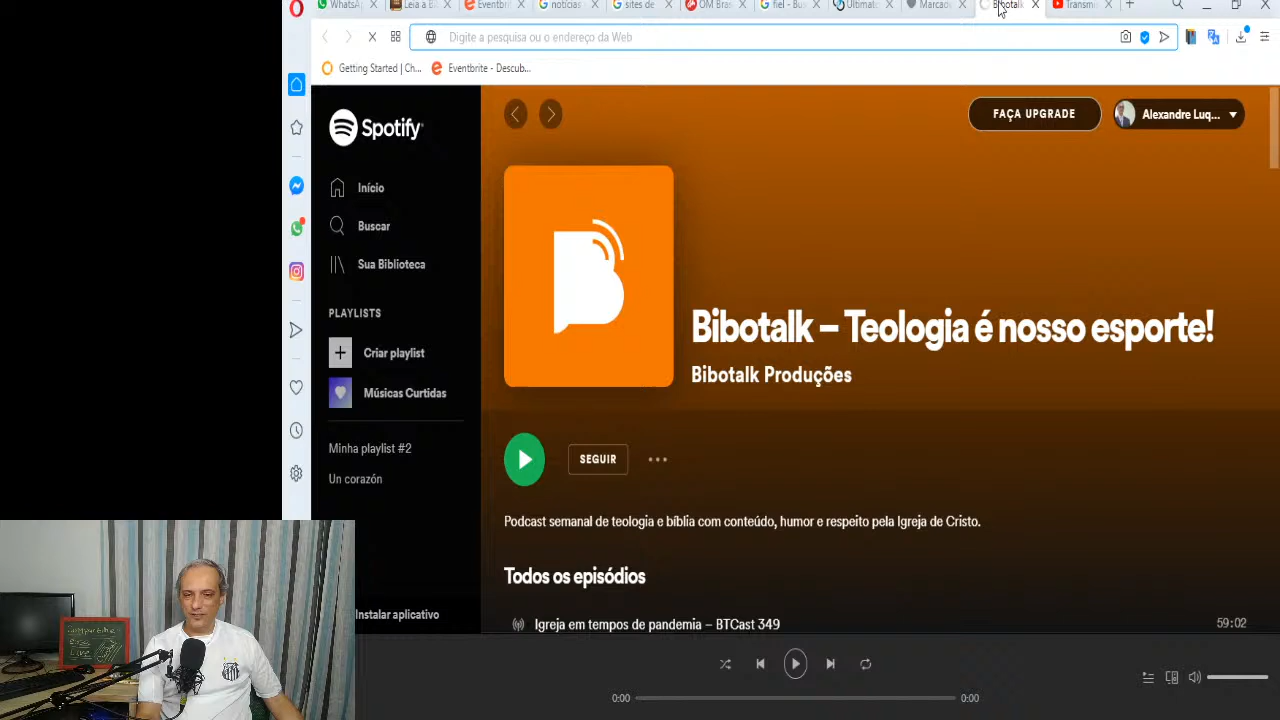 WhatsA
Leia a B
Eventbri
notícias
sites de
OM Bras
fiel - Bus
Ultimat
Marcad
Bibotalk
Transmi
Digite a pesquisa ou o endereço da Web
Getting Started | Ch...
Eventbrite - Descub...
Spotify
FAÇA UPGRADE
Alexandre Luq...
Início
Buscar
Sua Biblioteca
PLAYLISTS
Criar playlist
Músicas Curtidas
Minha playlist #2
Un corazón
Instalar aplicativo
Bibotalk – Teologia é nosso esporte!
Bibotalk Produções
SEGUIR
Podcast semanal de teologia e bíblia com conteúdo, humor e respeito pela Igreja de Cristo.
Todos os episódios
Igreja em tempos de pandemia – BTCast 349
59:02
0:00
0:00